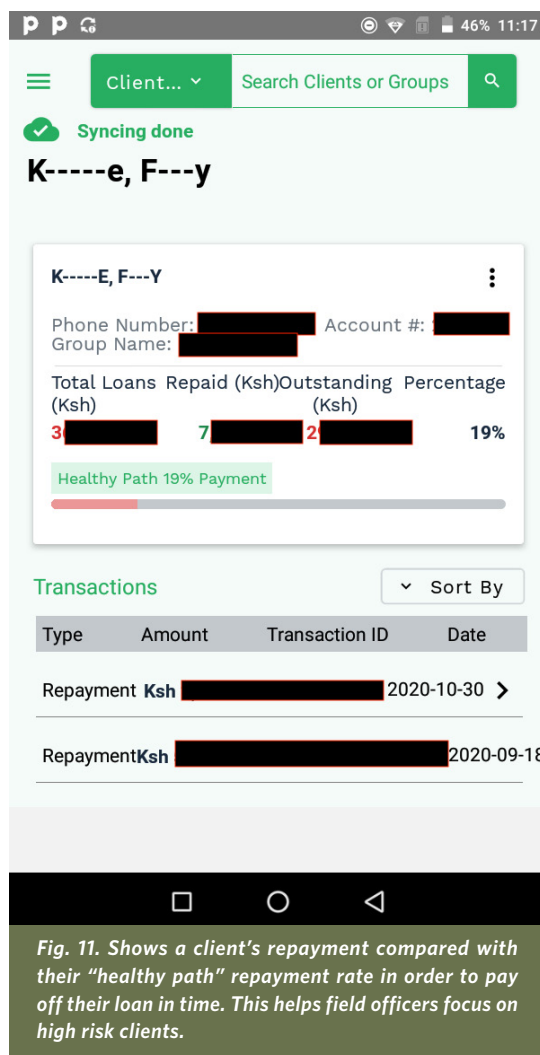 46% 11:17
Client... Search Clients or Groups
Syncing done
K-----e, F---y
K-----E, F---Y
Phone Number: Account #:
Group Name:
Total Loans Repaid (Ksh)Outstanding Percentage
(Ksh) (Ksh)
3 7 2 19%
Healthy Path 19% Payment
Transactions Sort By
Type Amount Transaction ID Date
Repayment Ksh 2020-10-30
RepaymentKsh 2020-09-18
Fig. 11. Shows a client's repayment compared with
their "healthy path" repayment rate in order to pay
off their loan in time. This helps field officers focus on
high risk clients.